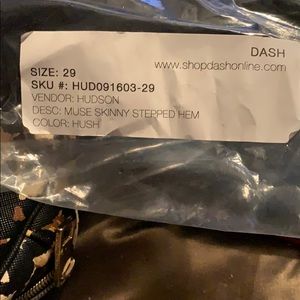 DASH
www.shopdashonline.com
SIZE: 29
SKU #: HUD091603-29
VENDOR: HUDSON
DESC: MUSE SKINNY STEPPED HEM
COLOR: HUSH